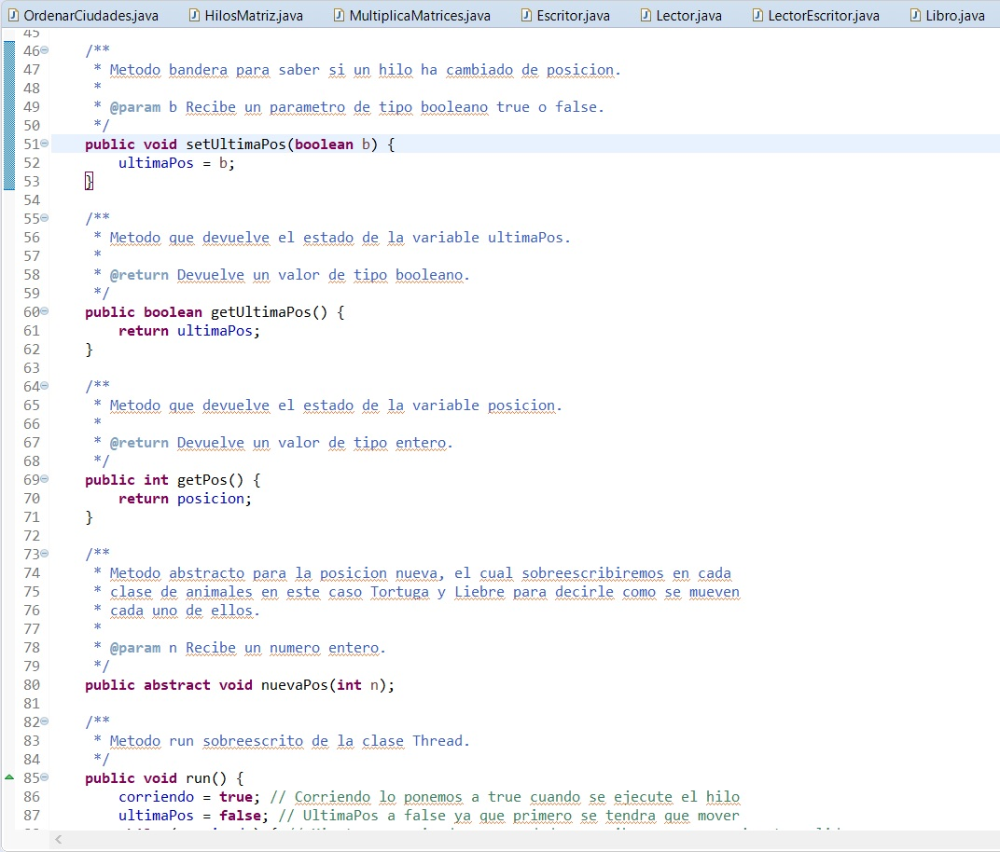 OrdenarCiudades.java HilosMatriz.java MultiplicaMatrices.java Escritor.java Lector.java LectorEscritor.java Libro.java
45
46 /**
47 * Metodo bandera para saber si un hilo ha cambiado de posicion.
48 *
49 * @param b Recibe un parametro de tipo booleano true o false.
50 */
51 public void setUltimaPos(boolean b) {
52 ultimaPos = b;
53 }
54
55 /**
56 * Metodo que devuelve el estado de la variable ultimaPos.
57 *
58 * @return Devuelve un valor de tipo booleano.
59 */
60 public boolean getUltimaPos() {
61 return ultimaPos;
62 }
63
64 /**
65 * Metodo que devuelve el estado de la variable posicion.
66 *
67 * @return Devuelve un valor de tipo entero.
68 */
69 public int getPos() {
70 return posicion;
71 }
72
73 /**
74 * Metodo abstracto para la posicion nueva, el cual sobreescribiremos en cada
75 * clase de animales en este caso Tortuga y Liebre para decirle como se mueven
76 * cada uno de ellos.
77 *
78 * @param n Recibe un numero entero.
79 */
80 public abstract void nuevaPos(int n);
81
82 /**
83 * Metodo run sobreescrito de la clase Thread.
84 */
85 public void run() {
86 corriendo = true; // Corriendo lo ponemos a true cuando se ejecute el hilo
87 ultimaPos = false; // UltimaPos a false ya que primero se tendra que mover